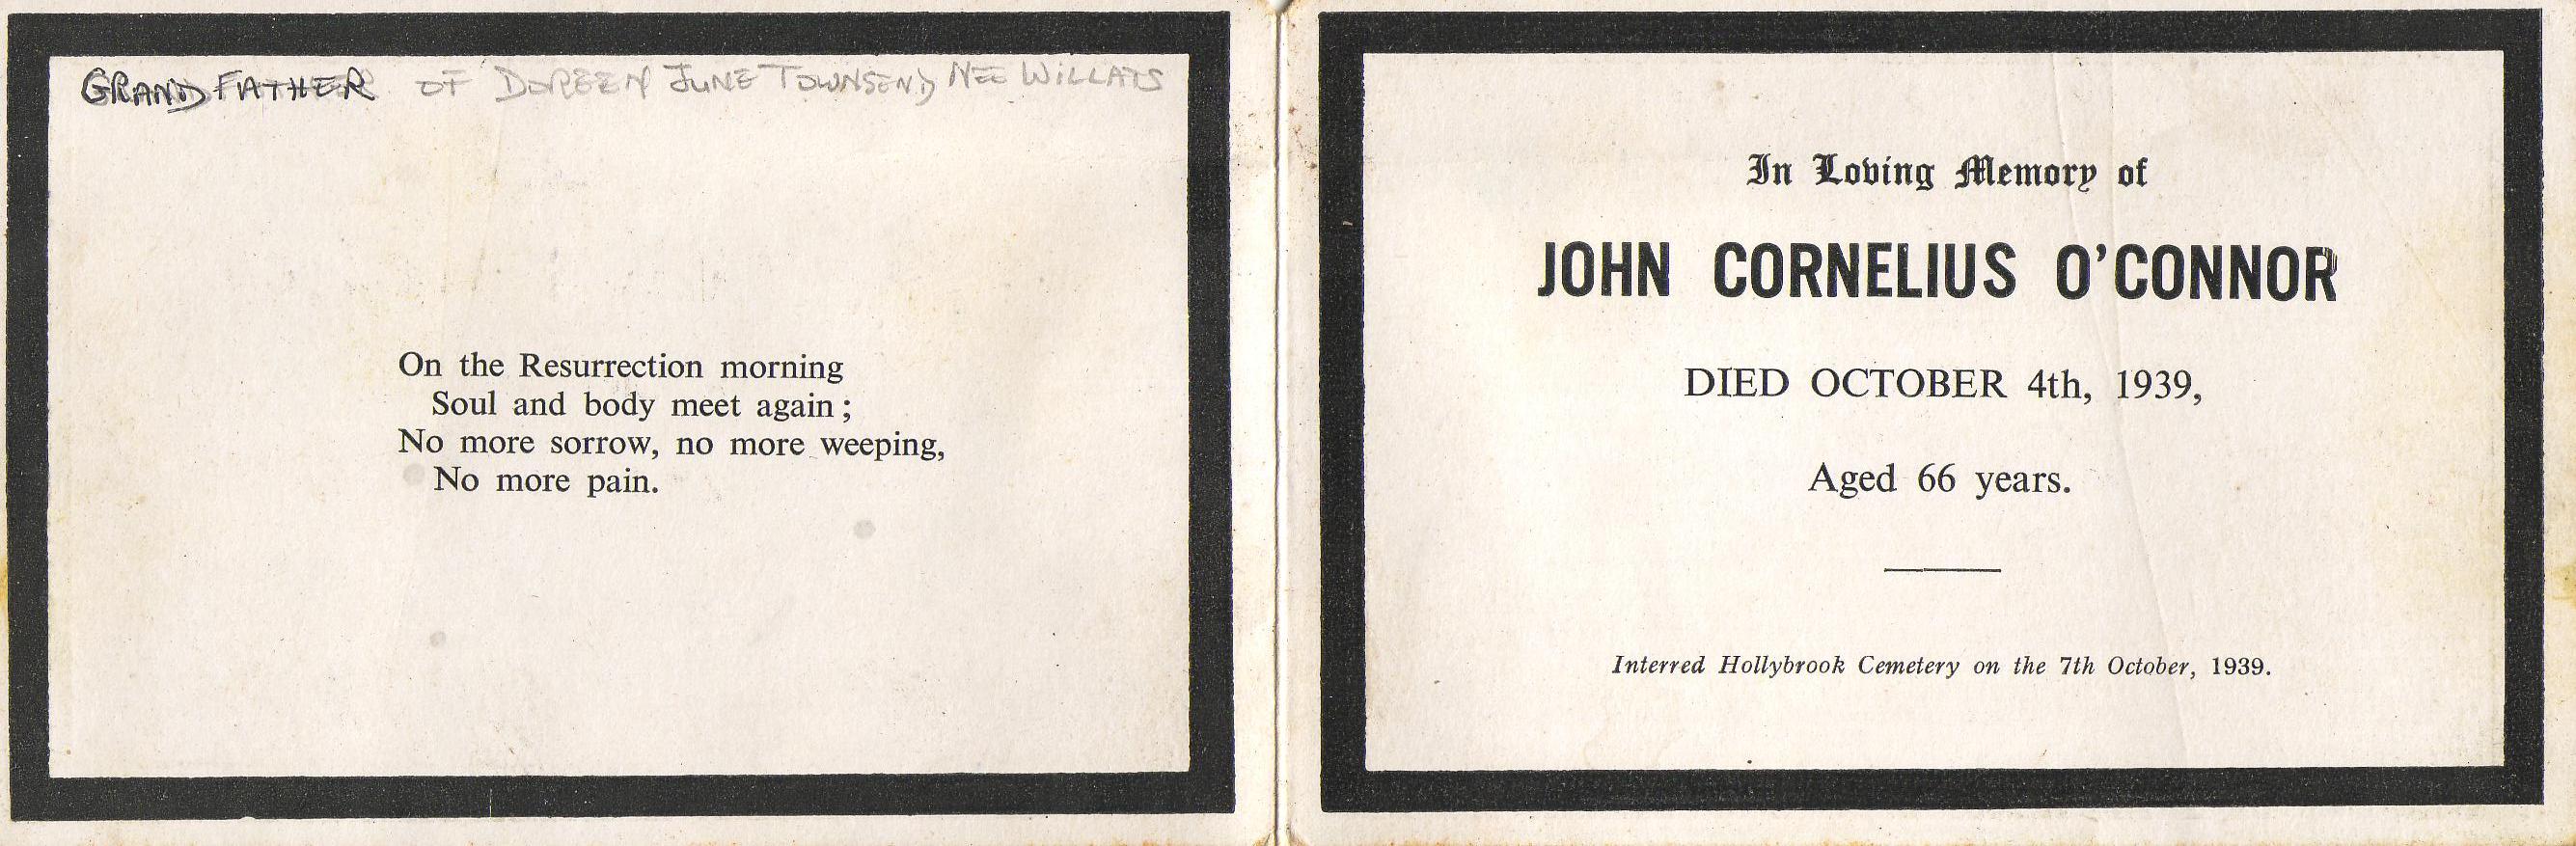 GRAND FATHER OF DOREEN JUNE TOWNSEND NEE WILLATS
On the Resurrection morning
Soul and body meet again;
No more sorrow, no more weeping,
No more pain.
In Loving Memory of
JOHN CORNELIUS O'CONNOR
DIED OCTOBER 4th, 1939,
Aged 66 years.
Interred Hollybrook Cemetery on the 7th October, 1939.